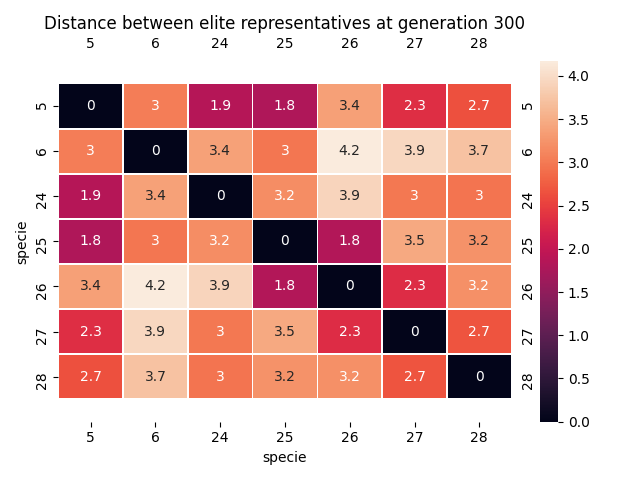 Distance between elite representatives at generation 300
5 6 24 25 26 27 28
5 0 3 1.9 1.8 3.4 2.3 2.7 5
6 3 0 3.4 3 4.2 3.9 3.7 6
24 1.9 3.4 0 3.2 3.9 3 3 24
25 1.8 3 3.2 0 1.8 3.5 3.2 25
26 3.4 4.2 3.9 1.8 0 2.3 3.2 26
27 2.3 3.9 3 3.5 2.3 0 2.7 27
28 2.7 3.7 3 3.2 3.2 2.7 0 28
5 6 24 25 26 27 28
specie
specie
4.0
3.5
3.0
2.5
2.0
1.5
1.0
0.5
0.0